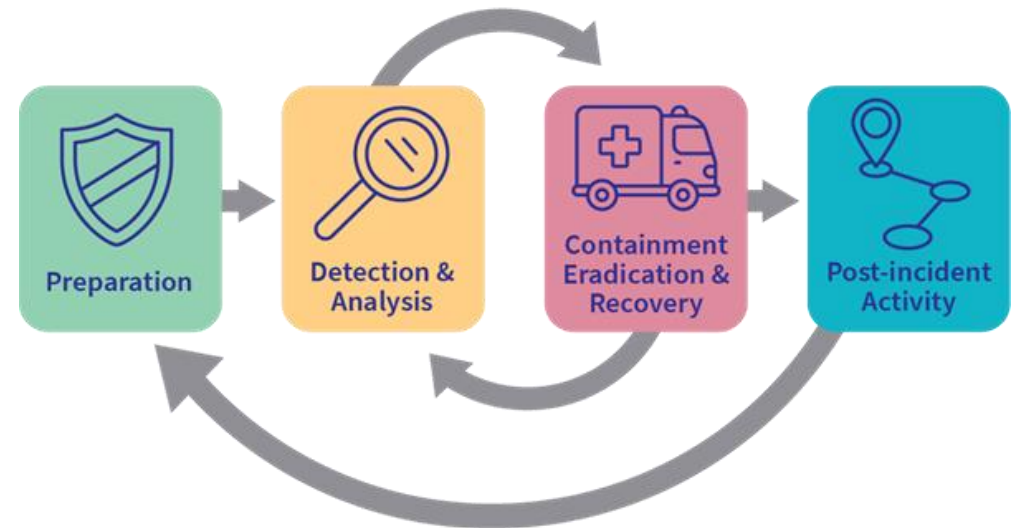 Preparation
Detection &
Analysis
Containment
Eradication &
Recovery
Post-incident
Activity